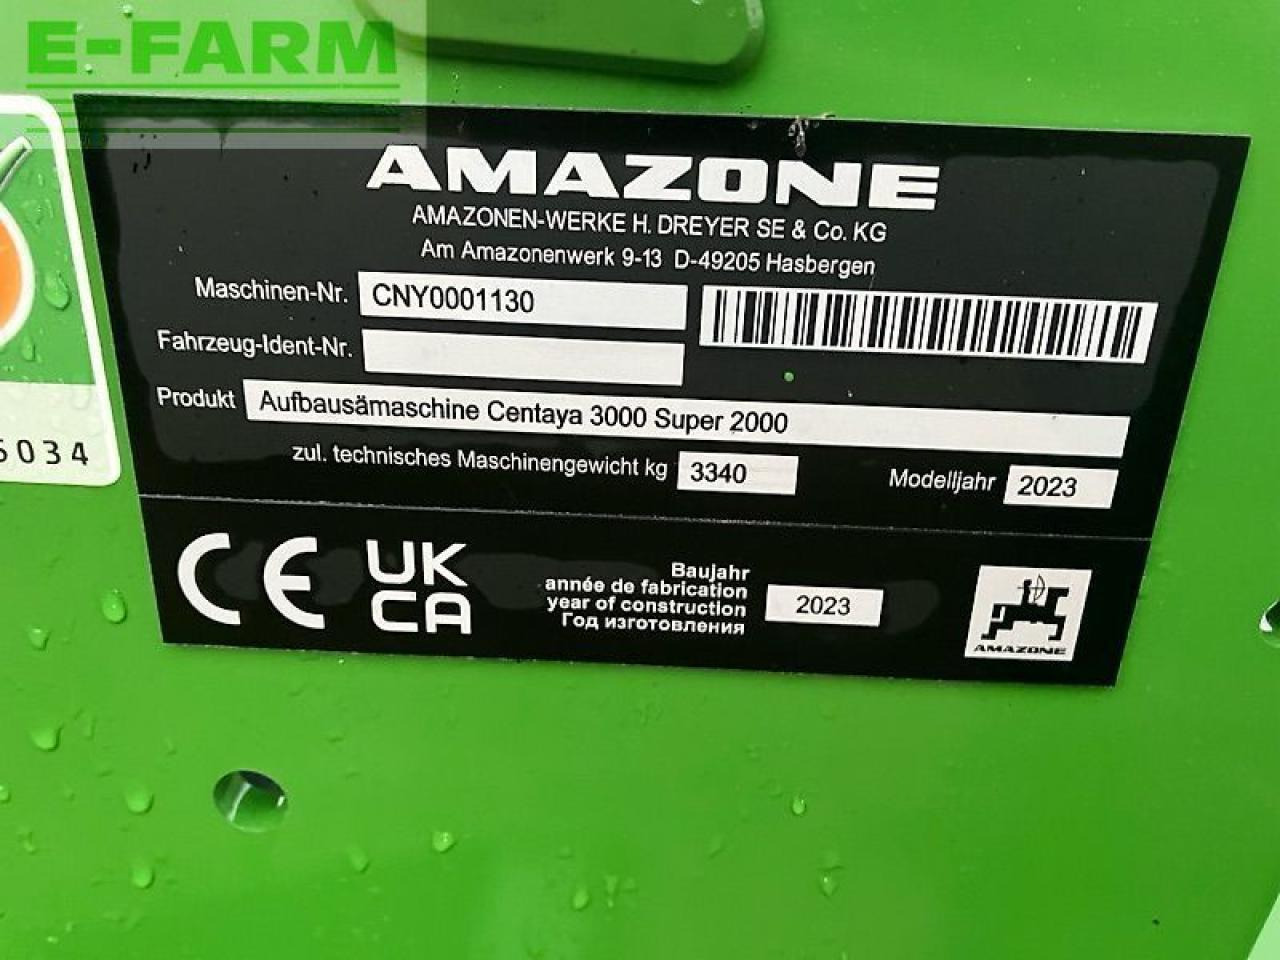 E-FARM
AMAZONE
AMAZONEN-WERKE H. DREYER SE & Co. KG
Am Amazonenwerk 9-13 D-49205 Hasbergen
Maschinen-Nr. CNY0001130
Fahrzeug-Ident-Nr.
Produkt Aufbausämaschine Centaya 3000 Super 2000
zul. technisches Maschinengewicht kg 3340 Modelljahr 2023
CE UK CA
Baujahr
année de fabrication
year of construction 2023
Год изготовления
AMAZONE